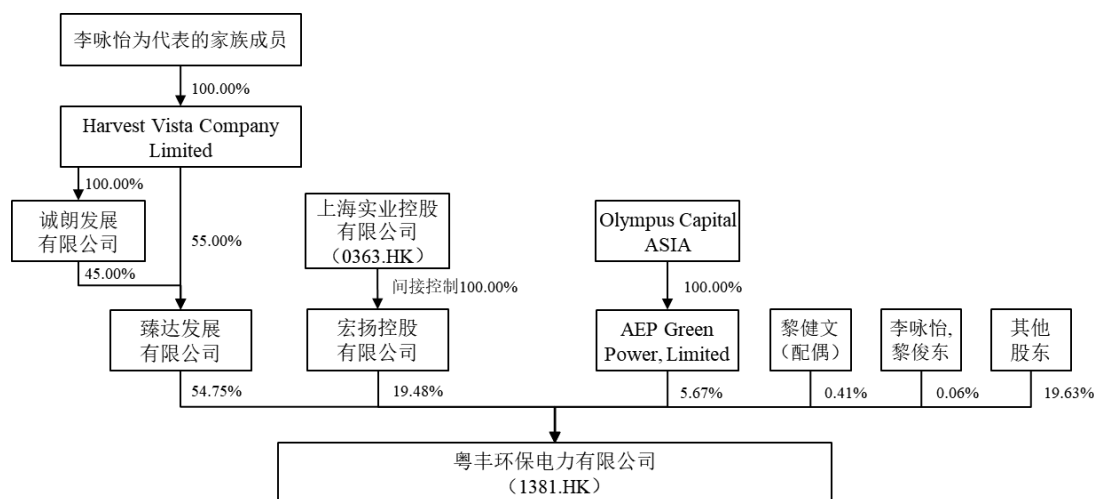 李咏怡为代表的家族成员
100.00%
Harvest Vista Company
Limited
100.00%
诚朗发展
有限公司
55.00%
45.00%
上海实业控股
有限公司
（0363.HK）
间接控制100.00%
Olympus Capital
ASIA
100.00%
臻达发展
有限公司
宏扬控股
有限公司
AEP Green
Power, Limited
黎健文
（配偶）
李咏怡,
黎俊东
其他
股东
54.75%
19.48%
5.67%
0.41%
0.06%
19.63%
粤丰环保电力有限公司
（1381.HK）